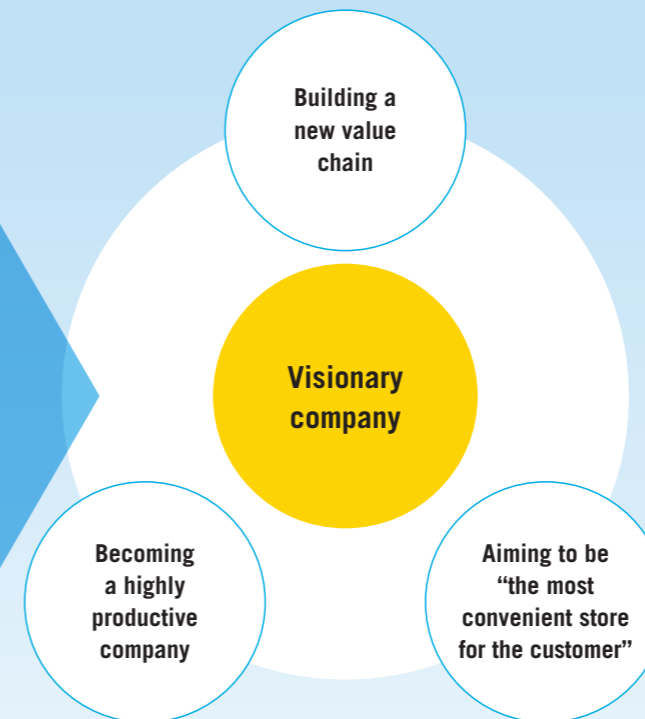 Building a
new value
chain
Visionary
company
Becoming
a highly
productive
company
Aiming to be
“the most
convenient store
for the customer”